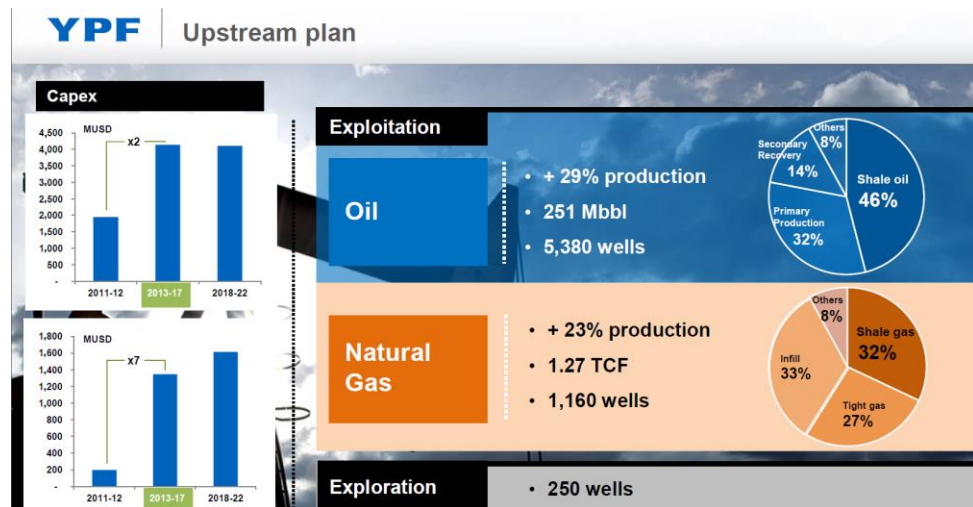 YPF
Upstream plan
Capex
MUSD
4,500
4,000
3,500
3,000
2,500
2,000
1,500
1,000
500
-
x2
2011-12
2013-17
2018-22
MUSD
1,800
1,600
1,400
1,200
1,000
800
600
400
200
-
x7
2011-12
2013-17
2018-22
Exploitation
Oil
• + 29% production
• 251 Mbbl
• 5,380 wells
Others
8%
Secondary
Recovery
14%
Primary
Production
32%
Shale oil
46%
Natural
Gas
• + 23% production
• 1.27 TCF
• 1,160 wells
Others
8%
Shale gas
32%
Infill
33%
Tight gas
27%
Exploration
• 250 wells